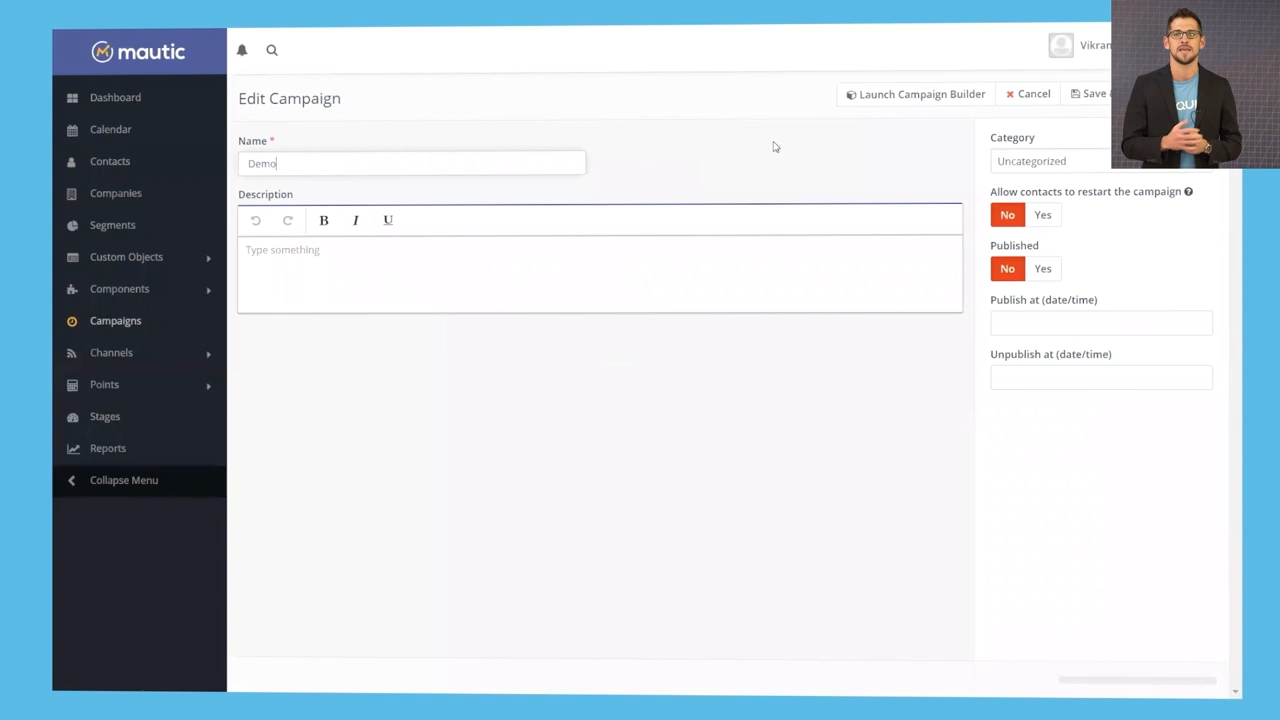 mautic
Vikran
Edit Campaign
Launch Campaign Builder
Cancel
Save &
Dashboard
Calendar
Contacts
Companies
Segments
Custom Objects
Components
Campaigns
Channels
Points
Stages
Reports
Collapse Menu
Name *
Demo
Description
B I U
Type something
Category
Uncategorized
Allow contacts to restart the campaign
No Yes
Published
No Yes
Publish at (date/time)
Unpublish at (date/time)